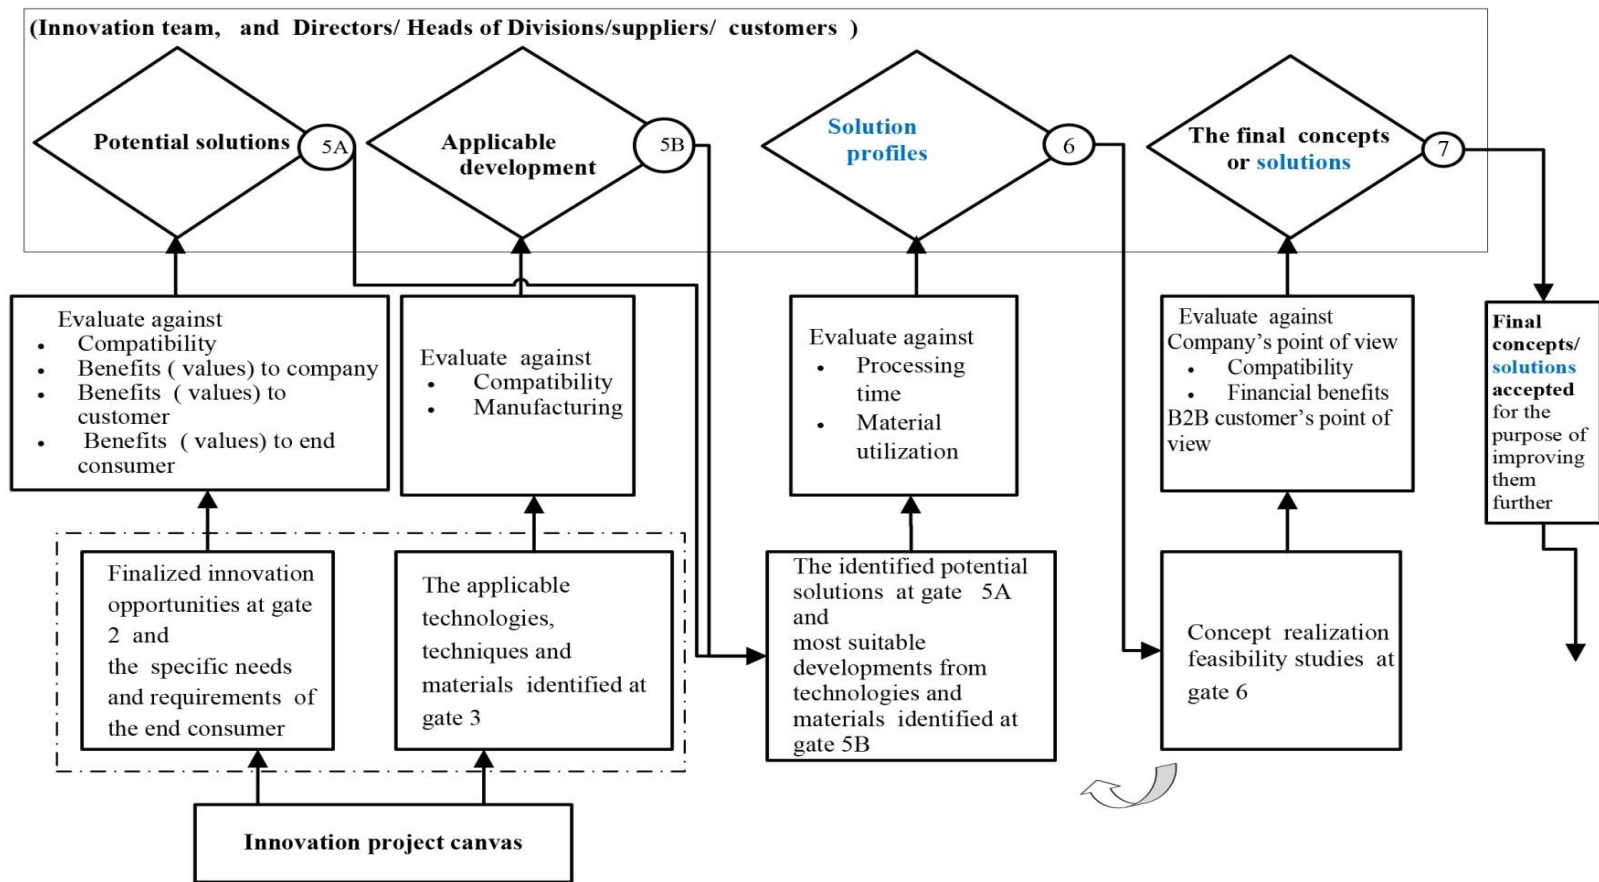 (Innovation team, and Directors/ Heads of Divisions/suppliers/ customers )
Potential solutions
5A
Applicable
development
5B
Solution
profiles
6
The final concepts
or solutions
7
Evaluate against
• Compatibility
• Benefits ( values) to company
• Benefits ( values) to
customer
• Benefits ( values) to end
consumer
Evaluate against
• Compatibility
• Manufacturing
Evaluate against
• Processing
time
• Material
utilization
Evaluate against
Company’s point of view
• Compatibility
• Financial benefits
B2B customer’s point of
view
Final
concepts/
solutions
accepted
for the
purpose of
improving
them
further
Finalized innovation
opportunities at gate
2 and
the specific needs
and requirements of
the end consumer
The applicable
technologies,
techniques and
materials identified at
gate 3
The identified potential
solutions at gate 5A
and
most suitable
developments from
technologies and
materials identified at
gate 5B
Concept realization
feasibility studies at
gate 6
Innovation project canvas